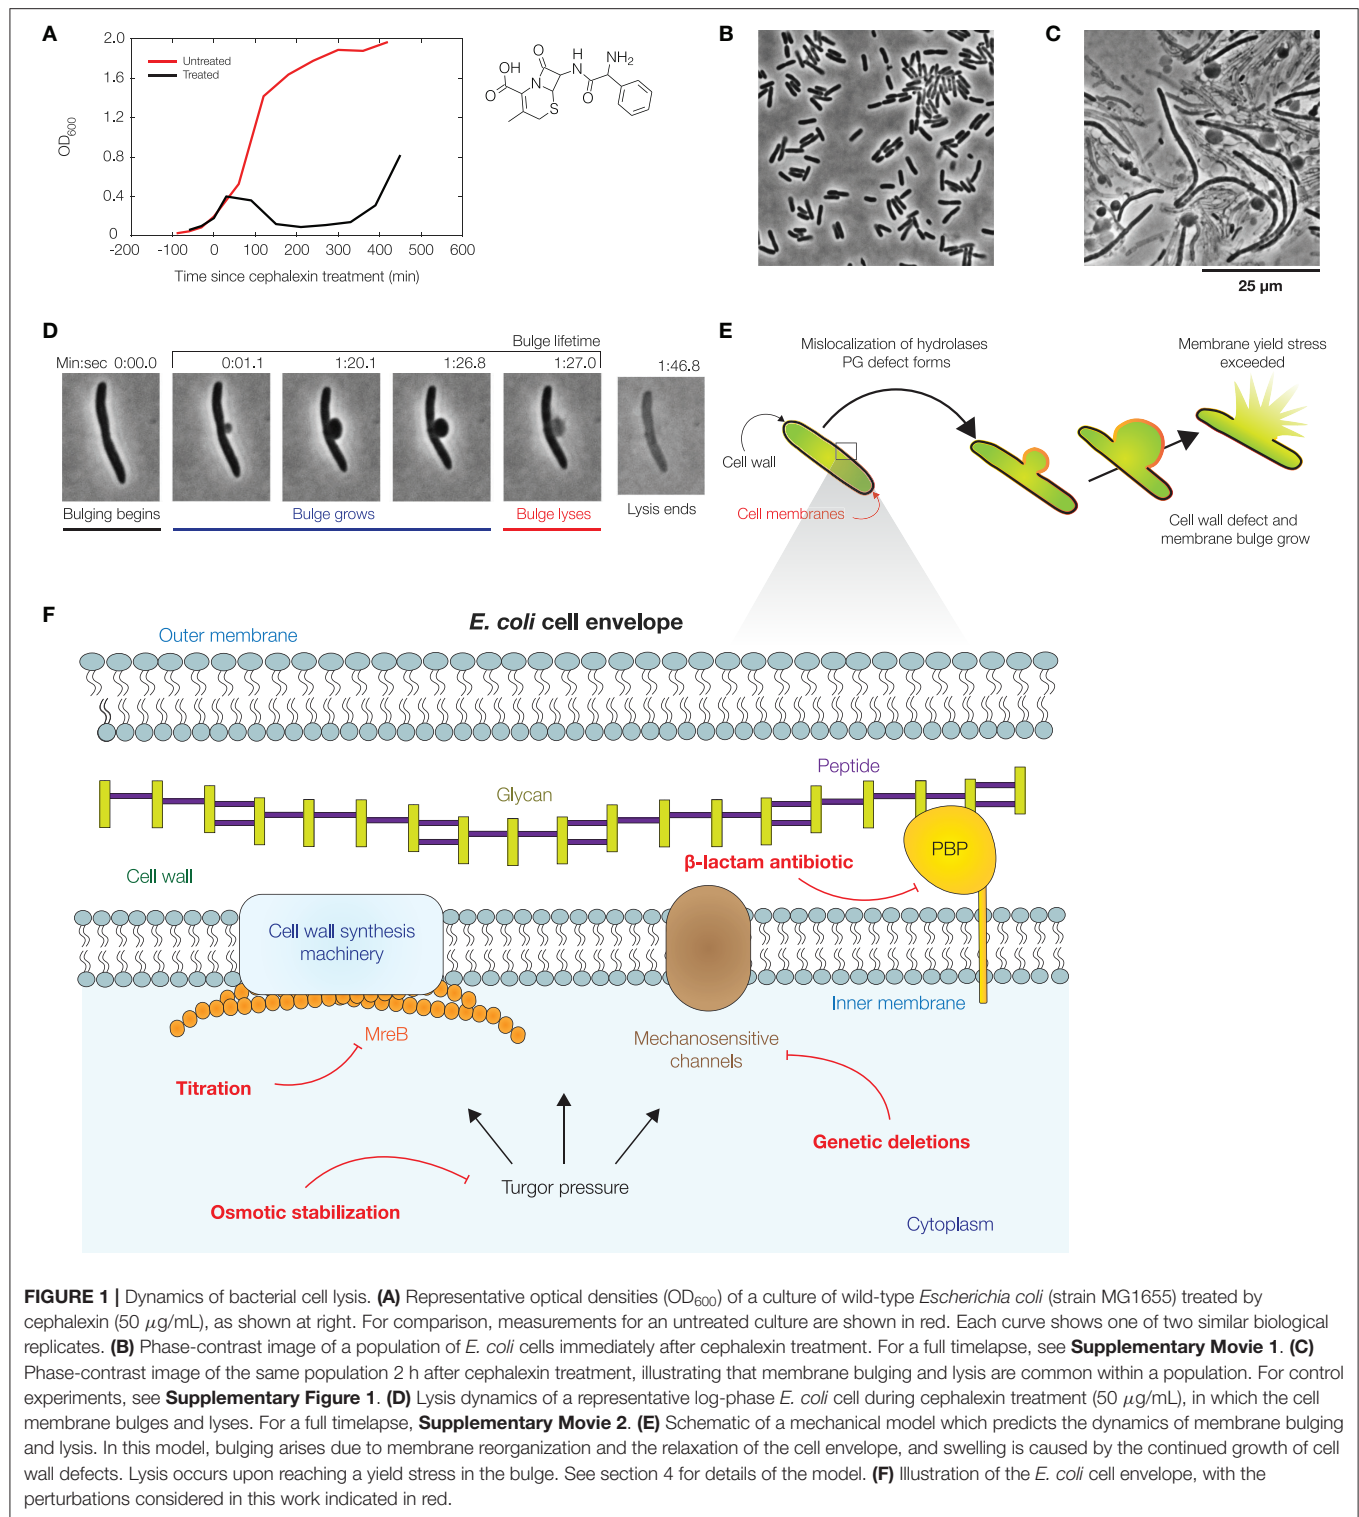 A
2.0
1.6
1.2
0.8
0.4
0
OD600
Untreated
Treated
-200 -100 0 100 200 300 400 500 600
Time since cephalexin treatment (min)
O
OH
O
N
S
H
N
O
NH2
B
C
25 μm
D
Bulge lifetime
Min:sec 0:00.0 0:01.1 1:20.1 1:26.8 1:27.0 1:46.8
Bulging begins Bulge grows Bulge lyses Lysis ends
E
Mislocalization of hydrolases
PG defect forms
Membrane yield stress
exceeded
Cell wall
Cell membranes
Cell wall defect and
membrane bulge grow
F
E. coli cell envelope
Outer membrane
Peptide
Glycan
PBP
β-lactam antibiotic
Cell wall
Cell wall synthesis
machinery
Inner membrane
MreB
Mechanosensitive
channels
Titration
Genetic deletions
Turgor pressure
Osmotic stabilization
Cytoplasm
FIGURE 1 | Dynamics of bacterial cell lysis. (A) Representative optical densities (OD600) of a culture of wild-type Escherichia coli (strain MG1655) treated by
cephalexin (50 μg/mL), as shown at right. For comparison, measurements for an untreated culture are shown in red. Each curve shows one of two similar biological
replicates. (B) Phase-contrast image of a population of E. coli cells immediately after cephalexin treatment. For a full timelapse, see Supplementary Movie 1. (C)
Phase-contrast image of the same population 2 h after cephalexin treatment, illustrating that membrane bulging and lysis are common within a population. For control
experiments, see Supplementary Figure 1. (D) Lysis dynamics of a representative log-phase E. coli cell during cephalexin treatment (50 μg/mL), in which the cell
membrane bulges and lyses. For a full timelapse, Supplementary Movie 2. (E) Schematic of a mechanical model which predicts the dynamics of membrane bulging
and lysis. In this model, bulging arises due to membrane reorganization and the relaxation of the cell envelope, and swelling is caused by the continued growth of cell
wall defects. Lysis occurs upon reaching a yield stress in the bulge. See section 4 for details of the model. (F) Illustration of the E. coli cell envelope, with the
perturbations considered in this work indicated in red.